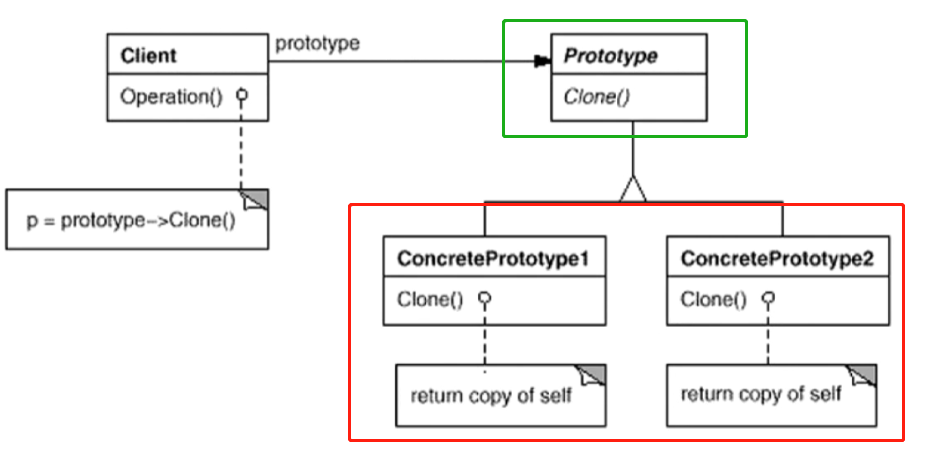 prototype
Client
Operation()
p = prototype->Clone()
Prototype
Clone()
ConcretePrototype1
Clone()
return copy of self
ConcretePrototype2
Clone()
return copy of self